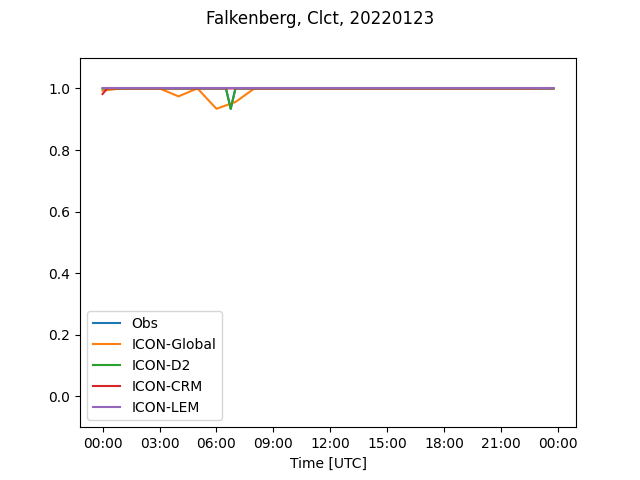 Falkenberg, Clct, 20220123
1.0
0.8
0.6
0.4
0.2
0.0
Obs
ICON-Global
ICON-D2
ICON-CRM
ICON-LEM
00:00 03:00 06:00 09:00 12:00 15:00 18:00 21:00 00:00
Time [UTC]